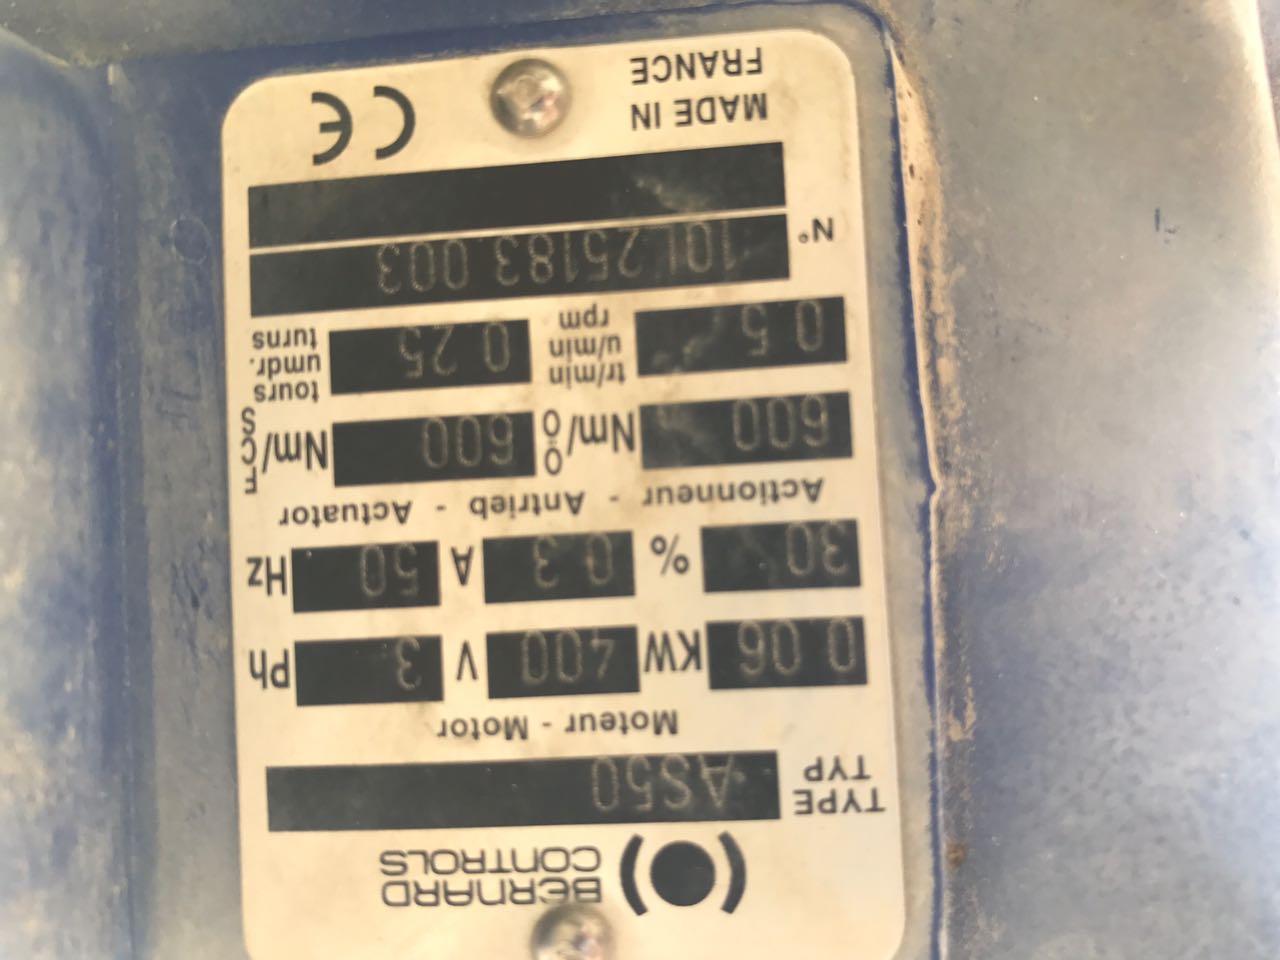 BERNARD
CONTROLS
TYPE
TYP
AS50
Moteur - Motor
0.06 KW 400 V 3 Ph
30 % 0.3 A 50 Hz
Actionneur - Antrieb - Actuator
600 Nm/OÖ 600 Nm/FCS
0.5 tr/min u/min rpm 0.25 tours umdr. turns
N° 10L25183.003
MADE IN
FRANCE
CE